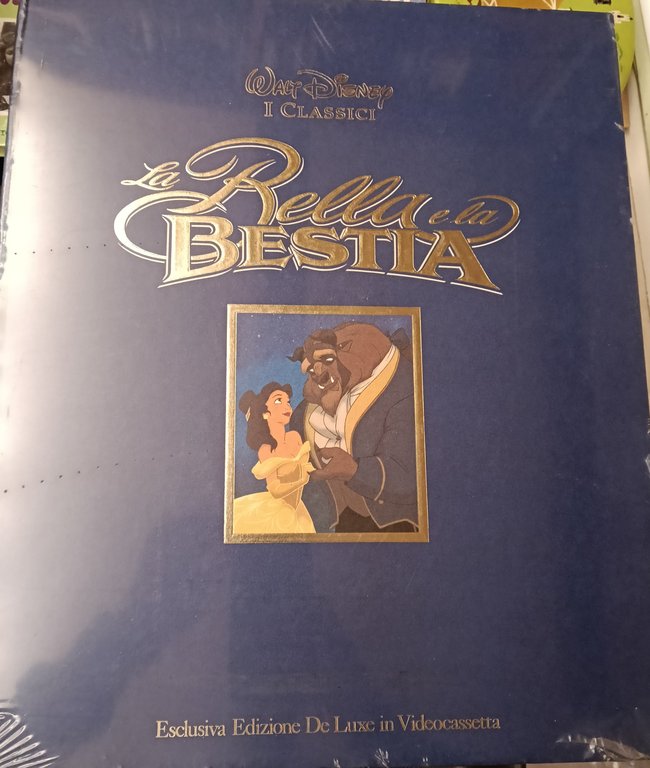 Walt Disney
I CLASSICI
La Bella e la
BESTIA
Esclusiva Edizione De Luxe in Videocassetta